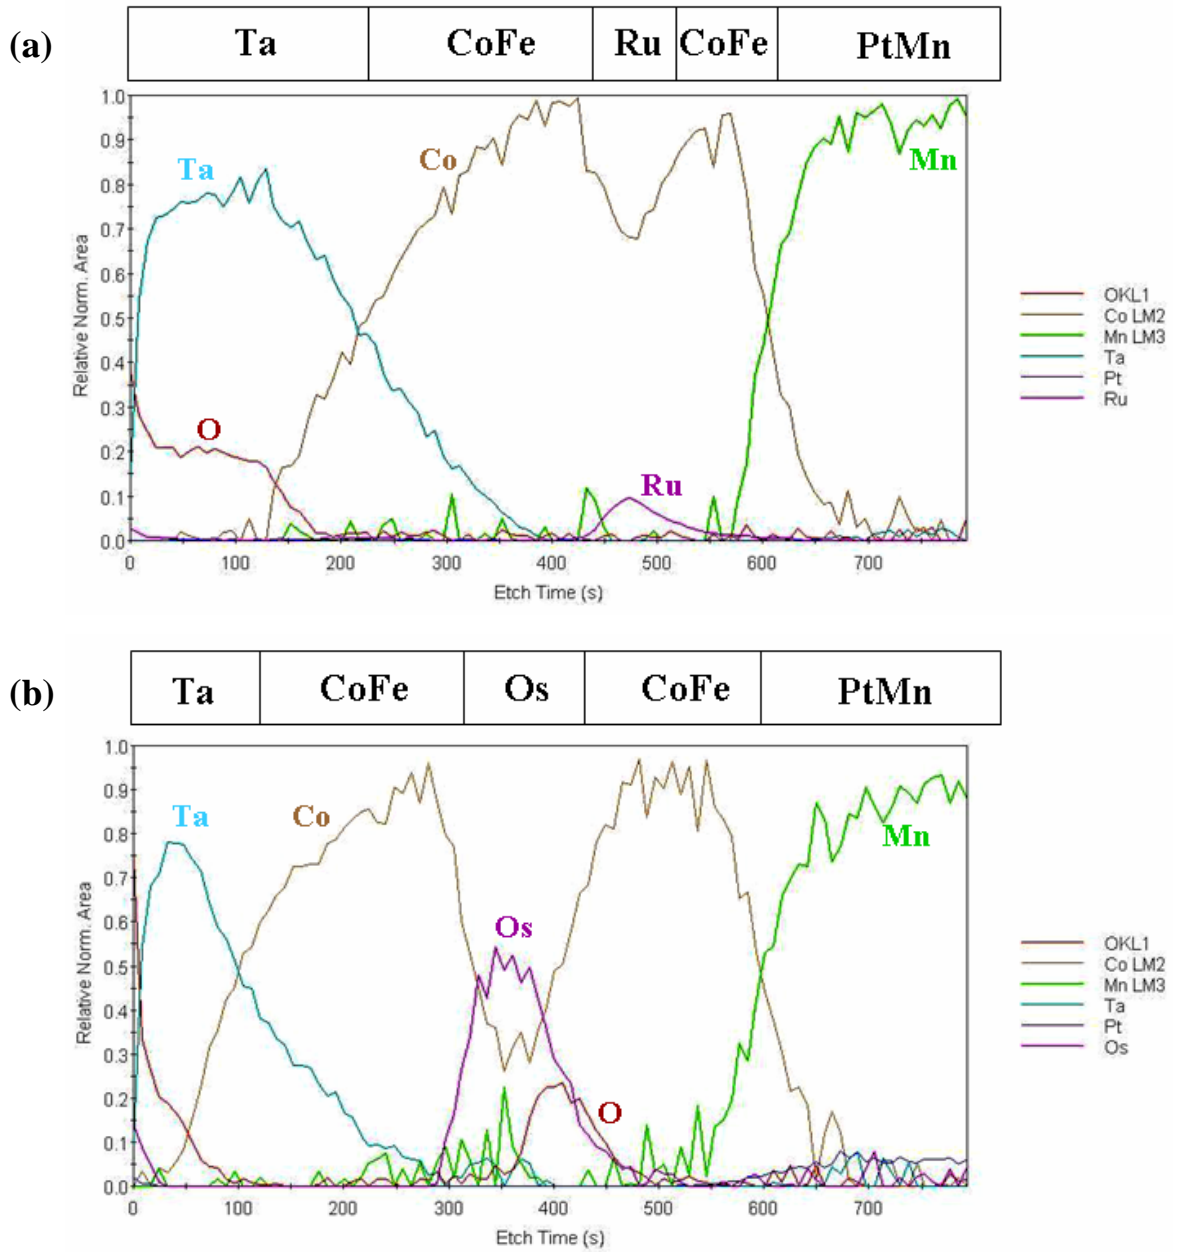 (a)
Ta CoFe Ru CoFe PtMn
1.0
0.9
0.8
0.7
0.6
0.5
0.4
0.3
0.2
0.1
0.0
Relative Norm. Area
Ta
Co
Mn
O
Ru
OKL1
Co LM2
Mn LM3
Ta
Pt
Ru
0 100 200 300 400 500 600 700
Etch Time (s)
(b)
Ta CoFe Os CoFe PtMn
1.0
0.9
0.8
0.7
0.6
0.5
0.4
0.3
0.2
0.1
0.0
Relative Norm. Area
Ta
Co
Mn
Os
O
OKL1
Co LM2
Mn LM3
Ta
Pt
Os
0 100 200 300 400 500 600 700
Etch Time (s)